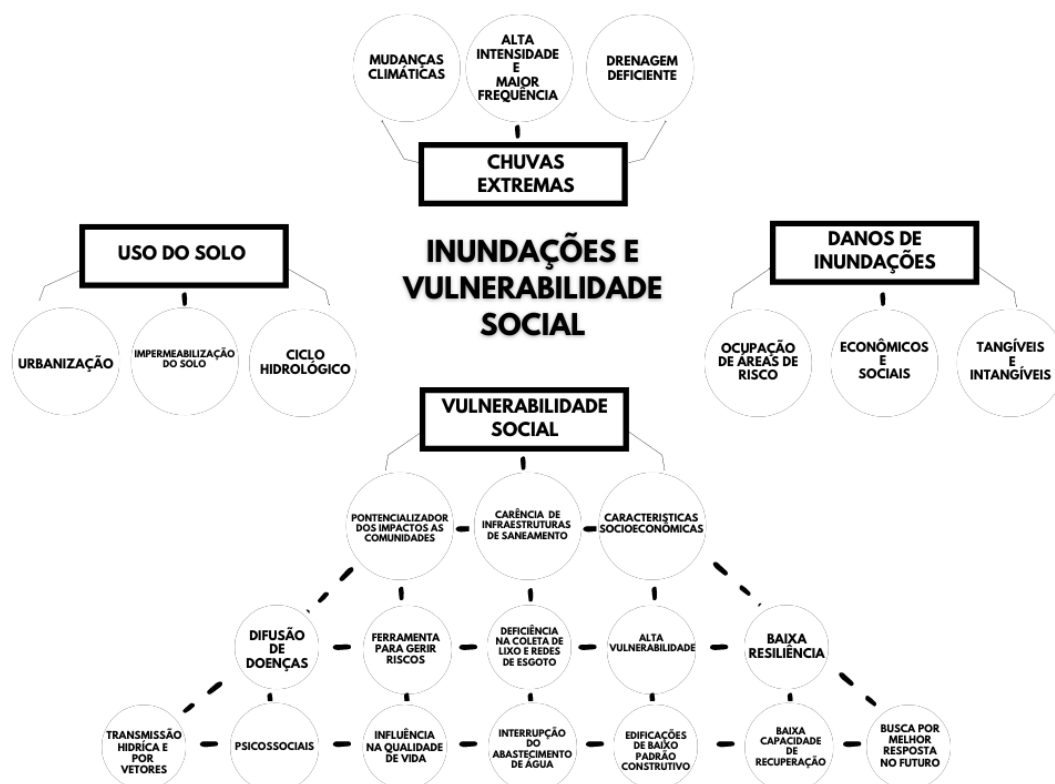 MUDANÇAS
CLIMÁTICAS
ALTA
INTENSIDADE
E
MAIOR
FREQUÊNCIA
DRENAGEM
DEFICIENTE
CHUVAS
EXTREMAS
USO DO SOLO
URBANIZAÇÃO
IMPERMEABILIZAÇÃO
DO SOLO
CICLO
HIDROLÓGICO
INUNDAÇÕES E
VULNERABILIDADE
SOCIAL
DANOS DE
INUNDAÇÕES
OCUPAÇÃO
DE ÁREAS DE
RISCO
ECONÔMICOS
E
SOCIAIS
TANGÍVEIS
E
INTANGÍVEIS
VULNERABILIDADE
SOCIAL
PONTENCIALIZADOR
DOS IMPACTOS AS
COMUNIDADES
CARÊNCIA DE
INFRAESTRUTURAS
DE SANEAMENTO
CARACTERISTICAS
SOCIOECONÔMICAS
DIFUSÃO
DE
DOENÇAS
FERRAMENTA
PARA GERIR
RISCOS
DEFICIÊNCIA
NA COLETA DE
LIXO E REDES
DE ESGOTO
ALTA
VULNERABILIDADE
BAIXA
RESILIÊNCIA
TRANSMISSÃO
HIDRÍCA E
POR
VETORES
PSICOSSOCIAIS
INFLUÊNCIA
NA QUALIDADE
DE VIDA
INTERRUPÇÃO
DO
ABASTECIMENTO
DE ÁGUA
EDIFICAÇÕES
DE BAIXO
PADRÃO
CONSTRUTIVO
BAIXA
CAPACIDADE
DE
RECUPERAÇÃO
BUSCA POR
MELHOR
RESPOSTA
NO FUTURO